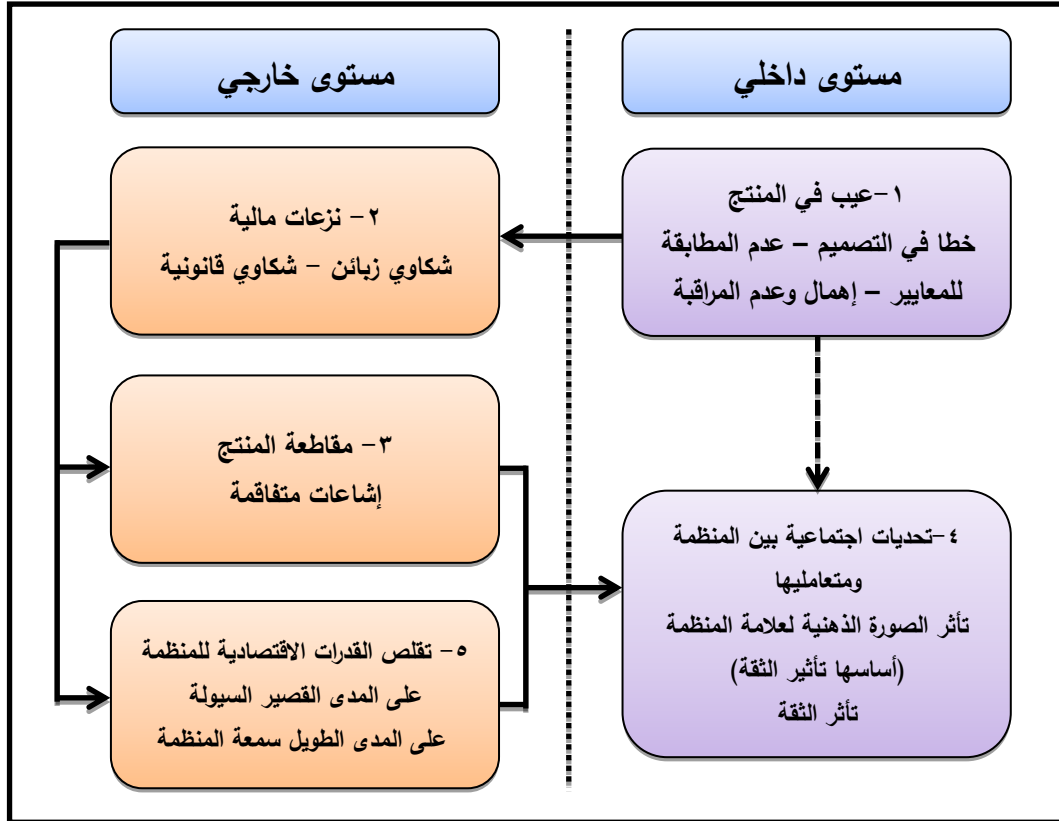 مستوى داخلي
مستوى خارجي
١-عيب في المنتج
خطا في التصميم – عدم المطابقة
للمعايير – إهمال وعدم المراقبة
٢- نزعات مالية
شكاوي زبائن – شكاوي قانونية
٣- مقاطعة المنتج
إشاعات متفاقمة
٤-تحديات اجتماعية بين المنظمة
ومتعامليها
تأثر الصورة الذهنية لعلامة المنظمة
(أساسها تأثير الثقة)
تأثر الثقة
٥- تقلص القدرات الاقتصادية للمنظمة
على المدى القصير السيولة
على المدى الطويل سمعة المنظمة